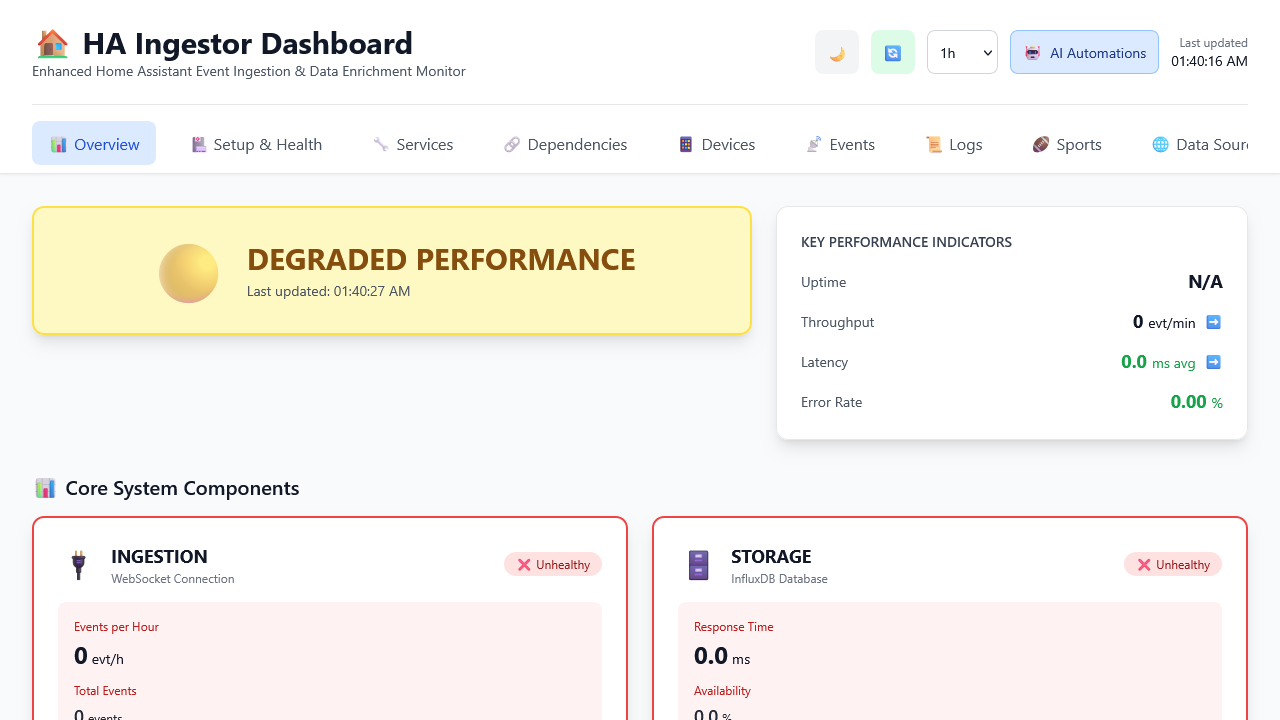 HA Ingestor Dashboard
Enhanced Home Assistant Event Ingestion & Data Enrichment Monitor
1h
AI Automations
Last updated
01:40:16 AM
Overview
Setup & Health
Services
Dependencies
Devices
Events
Logs
Sports
Data
DEGRADED PERFORMANCE
Last updated: 01:40:27 AM
KEY PERFORMANCE INDICATORS
Uptime
N/A
Throughput
0 evt/min
Latency
0.0 ms avg
Error Rate
0.00 %
Core System Components
INGESTION
WebSocket Connection
Unhealthy
Events per Hour
0 evt/h
Total Events
0 events
STORAGE
InfluxDB Database
Unhealthy
Response Time
0.0 ms
Availability
0.0 %